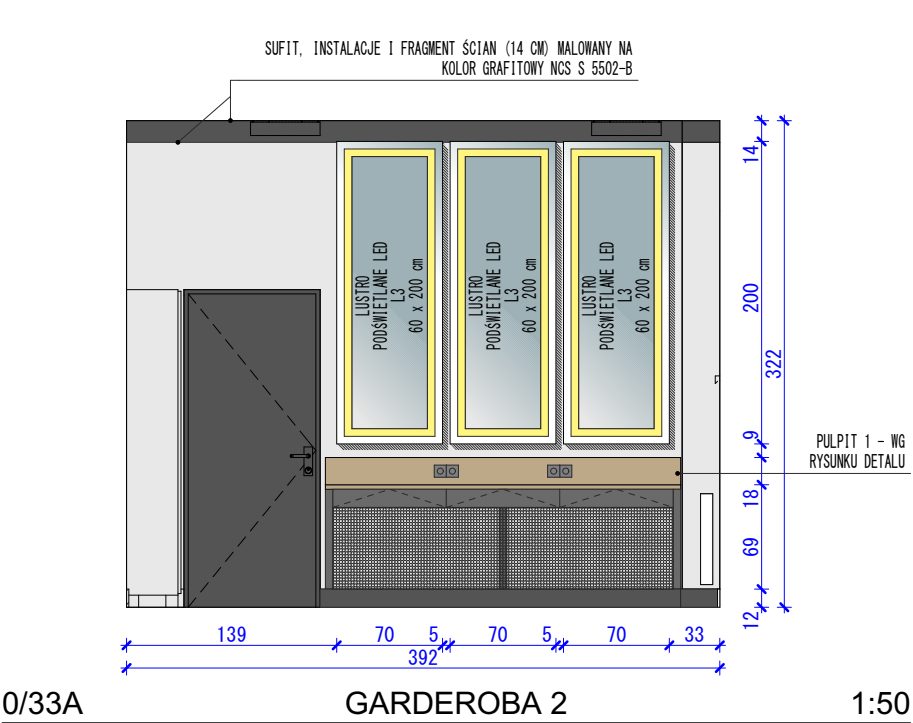 SUFIT, INSTALACJE I FRAGMENT ŚCIAN (14 CM) MALOWANY NA
KOLOR GRAFITOWY NCS S 5502-B
14
LUSTRO
PODŚWIETLANE LED
L3
60 x 200 cm
LUSTRO
PODŚWIETLANE LED
L3
60 x 200 cm
LUSTRO
PODŚWIETLANE LED
L3
60 x 200 cm
200
322
9
PULPIT 1 - WG
RYSUNKU DETALU
18
69
12
139 70 5 70 5 70 33
392
0/33A GARDEROBA 2 1:50